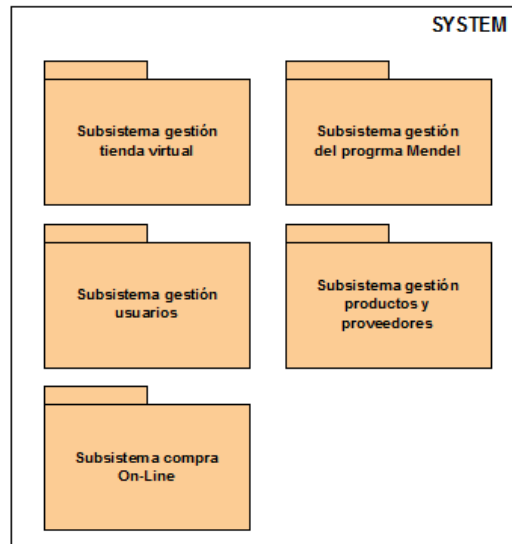 SYSTEM
Subsistema gestión
tienda virtual
Subsistema gestión
del progrma Mendel
Subsistema gestión
usuarios
Subsistema gestión
productos y
proveedores
Subsistema compra
On-Line